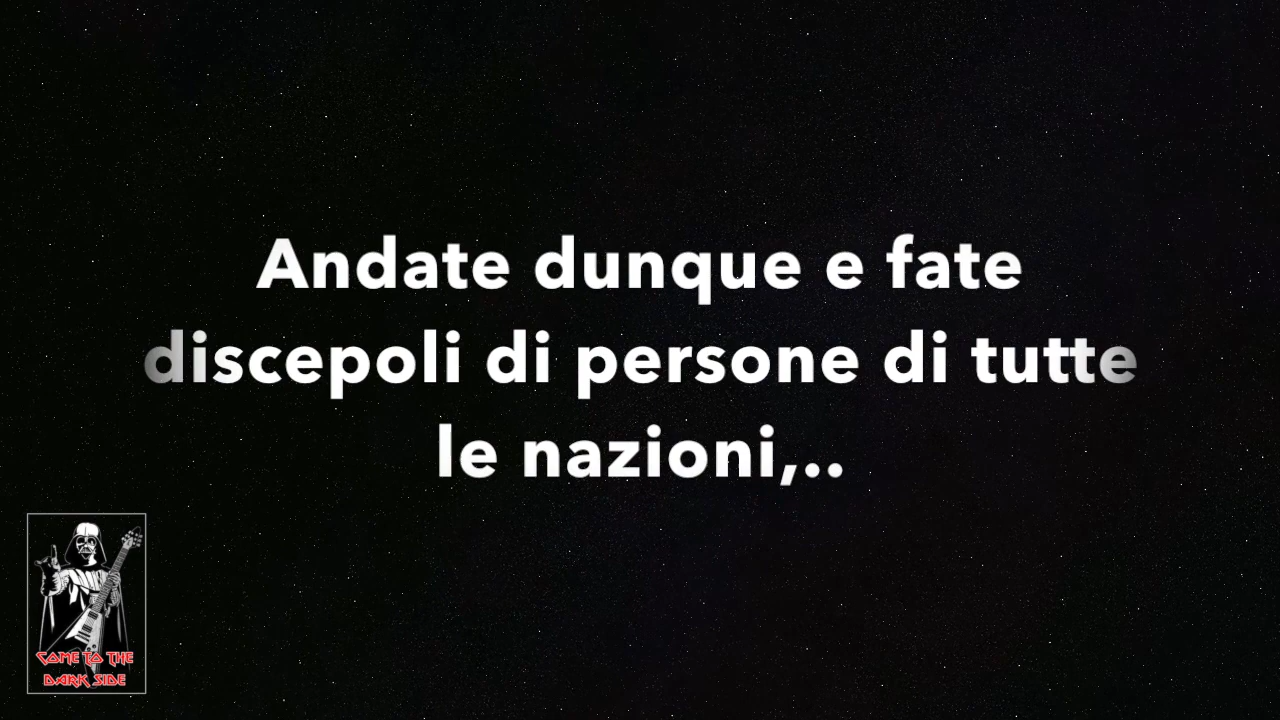 Andate dunque e fate
discepoli di persone di tutte
le nazioni,..
COME TO THE
DARK SIDE